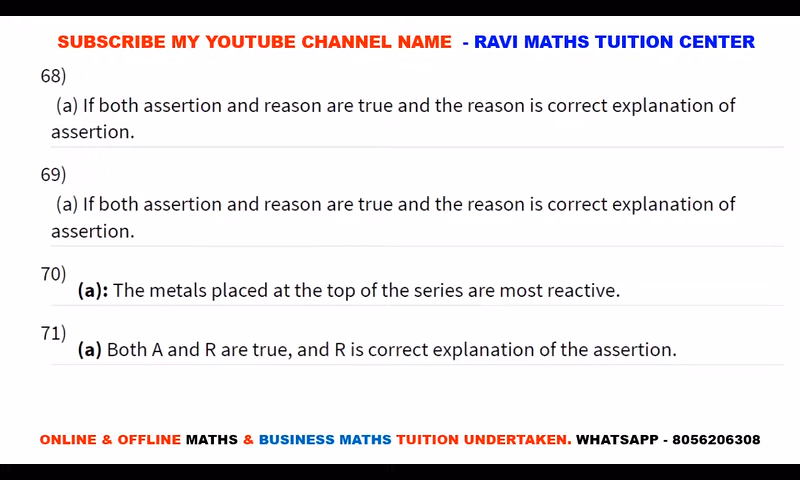 SUBSCRIBE MY YOUTUBE CHANNEL NAME - RAVI MATHS TUITION CENTER
68)
(a) If both assertion and reason are true and the reason is correct explanation of
assertion.
69)
(a) If both assertion and reason are true and the reason is correct explanation of
assertion.
70)
(a): The metals placed at the top of the series are most reactive.
71)
(a) Both A and R are true, and R is correct explanation of the assertion.
ONLINE & OFFLINE MATHS & BUSINESS MATHS TUITION UNDERTAKEN. WHATSAPP - 8056206308